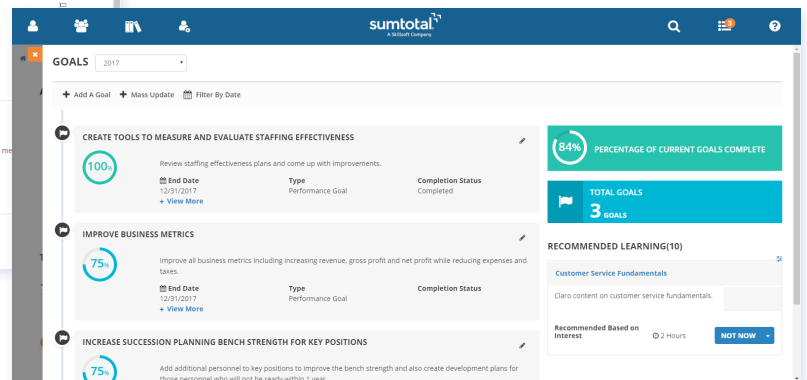 sumtotal
A Skillsoft Company
3
GOALS 2017
Add A Goal Mass Update Filter By Date
CREATE TOOLS TO MEASURE AND EVALUATE STAFFING EFFECTIVENESS
100%
Review staffing effectiveness plans and come up with improvements.
End Date Type Completion Status
12/31/2017 Performance Goal Completed
+ View More
IMPROVE BUSINESS METRICS
75%
Improve all business metrics including increasing revenue, gross profit and net profit while reducing expenses and
taxes.
End Date Type Completion Status
12/31/2017 Performance Goal
+ View More
INCREASE SUCCESSION PLANNING BENCH STRENGTH FOR KEY POSITIONS
75%
Add additional personnel to key positions to improve the bench strength and also create development plans for
those personnel who will not be ready within 1 year.
84% PERCENTAGE OF CURRENT GOALS COMPLETE
TOTAL GOALS
3 GOALS
RECOMMENDED LEARNING(10)
Customer Service Fundamentals
Claro content on customer service fundamentals.
Recommended Based on
Interest
2 Hours
NOT NOW
me